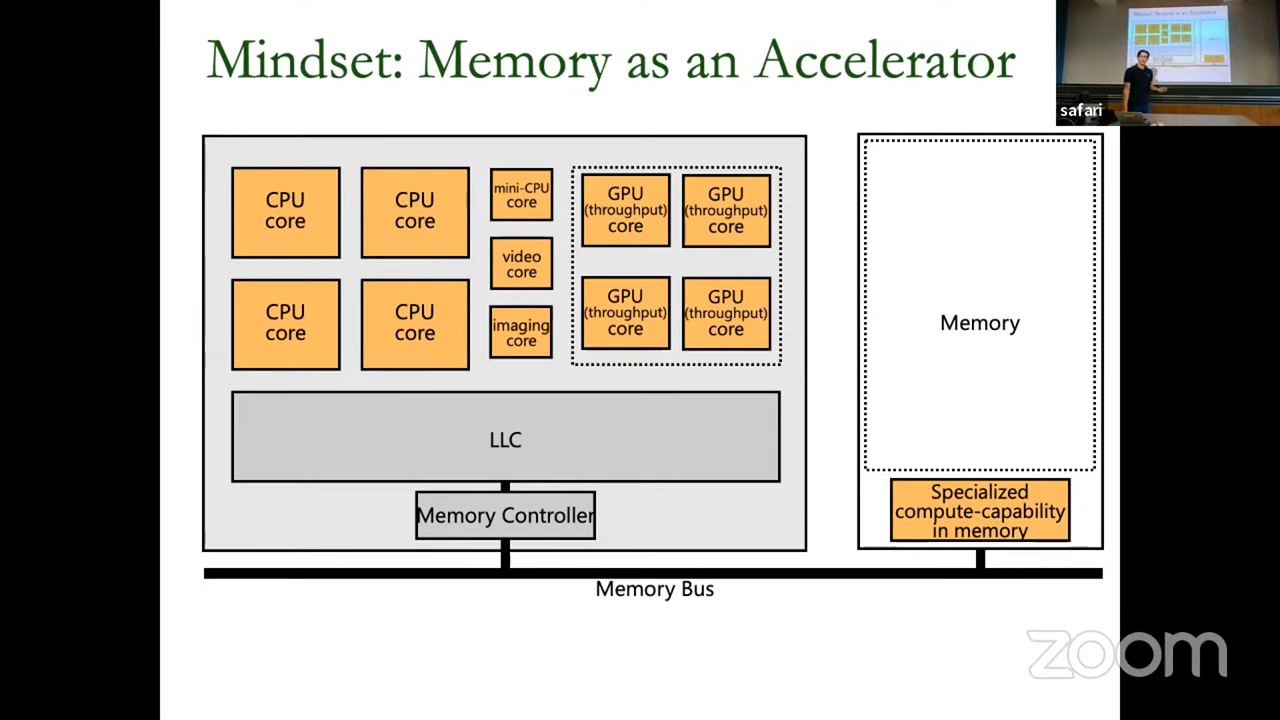 Mindset: Memory as an Accelerator
safari
CPU
core
CPU
core
mini-CPU
core
GPU
(throughput)
core
GPU
(throughput)
core
video
core
CPU
core
CPU
core
imaging
core
GPU
(throughput)
core
GPU
(throughput)
core
LLC
Memory Controller
Memory
Specialized
compute-capability
in memory
Memory Bus
zoom